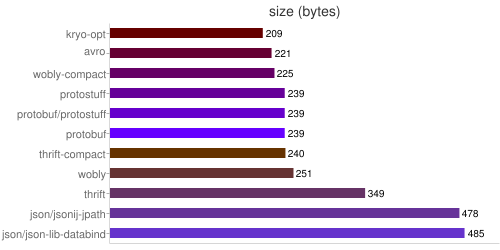 size (bytes)
kryo-opt 209
avro 221
wobly-compact 225
protostuff 239
protobuf/protostuff 239
protobuf 239
thrift-compact 240
wobly 251
thrift 349
json/jsonij-jpath 478
json/json-lib-databind 485